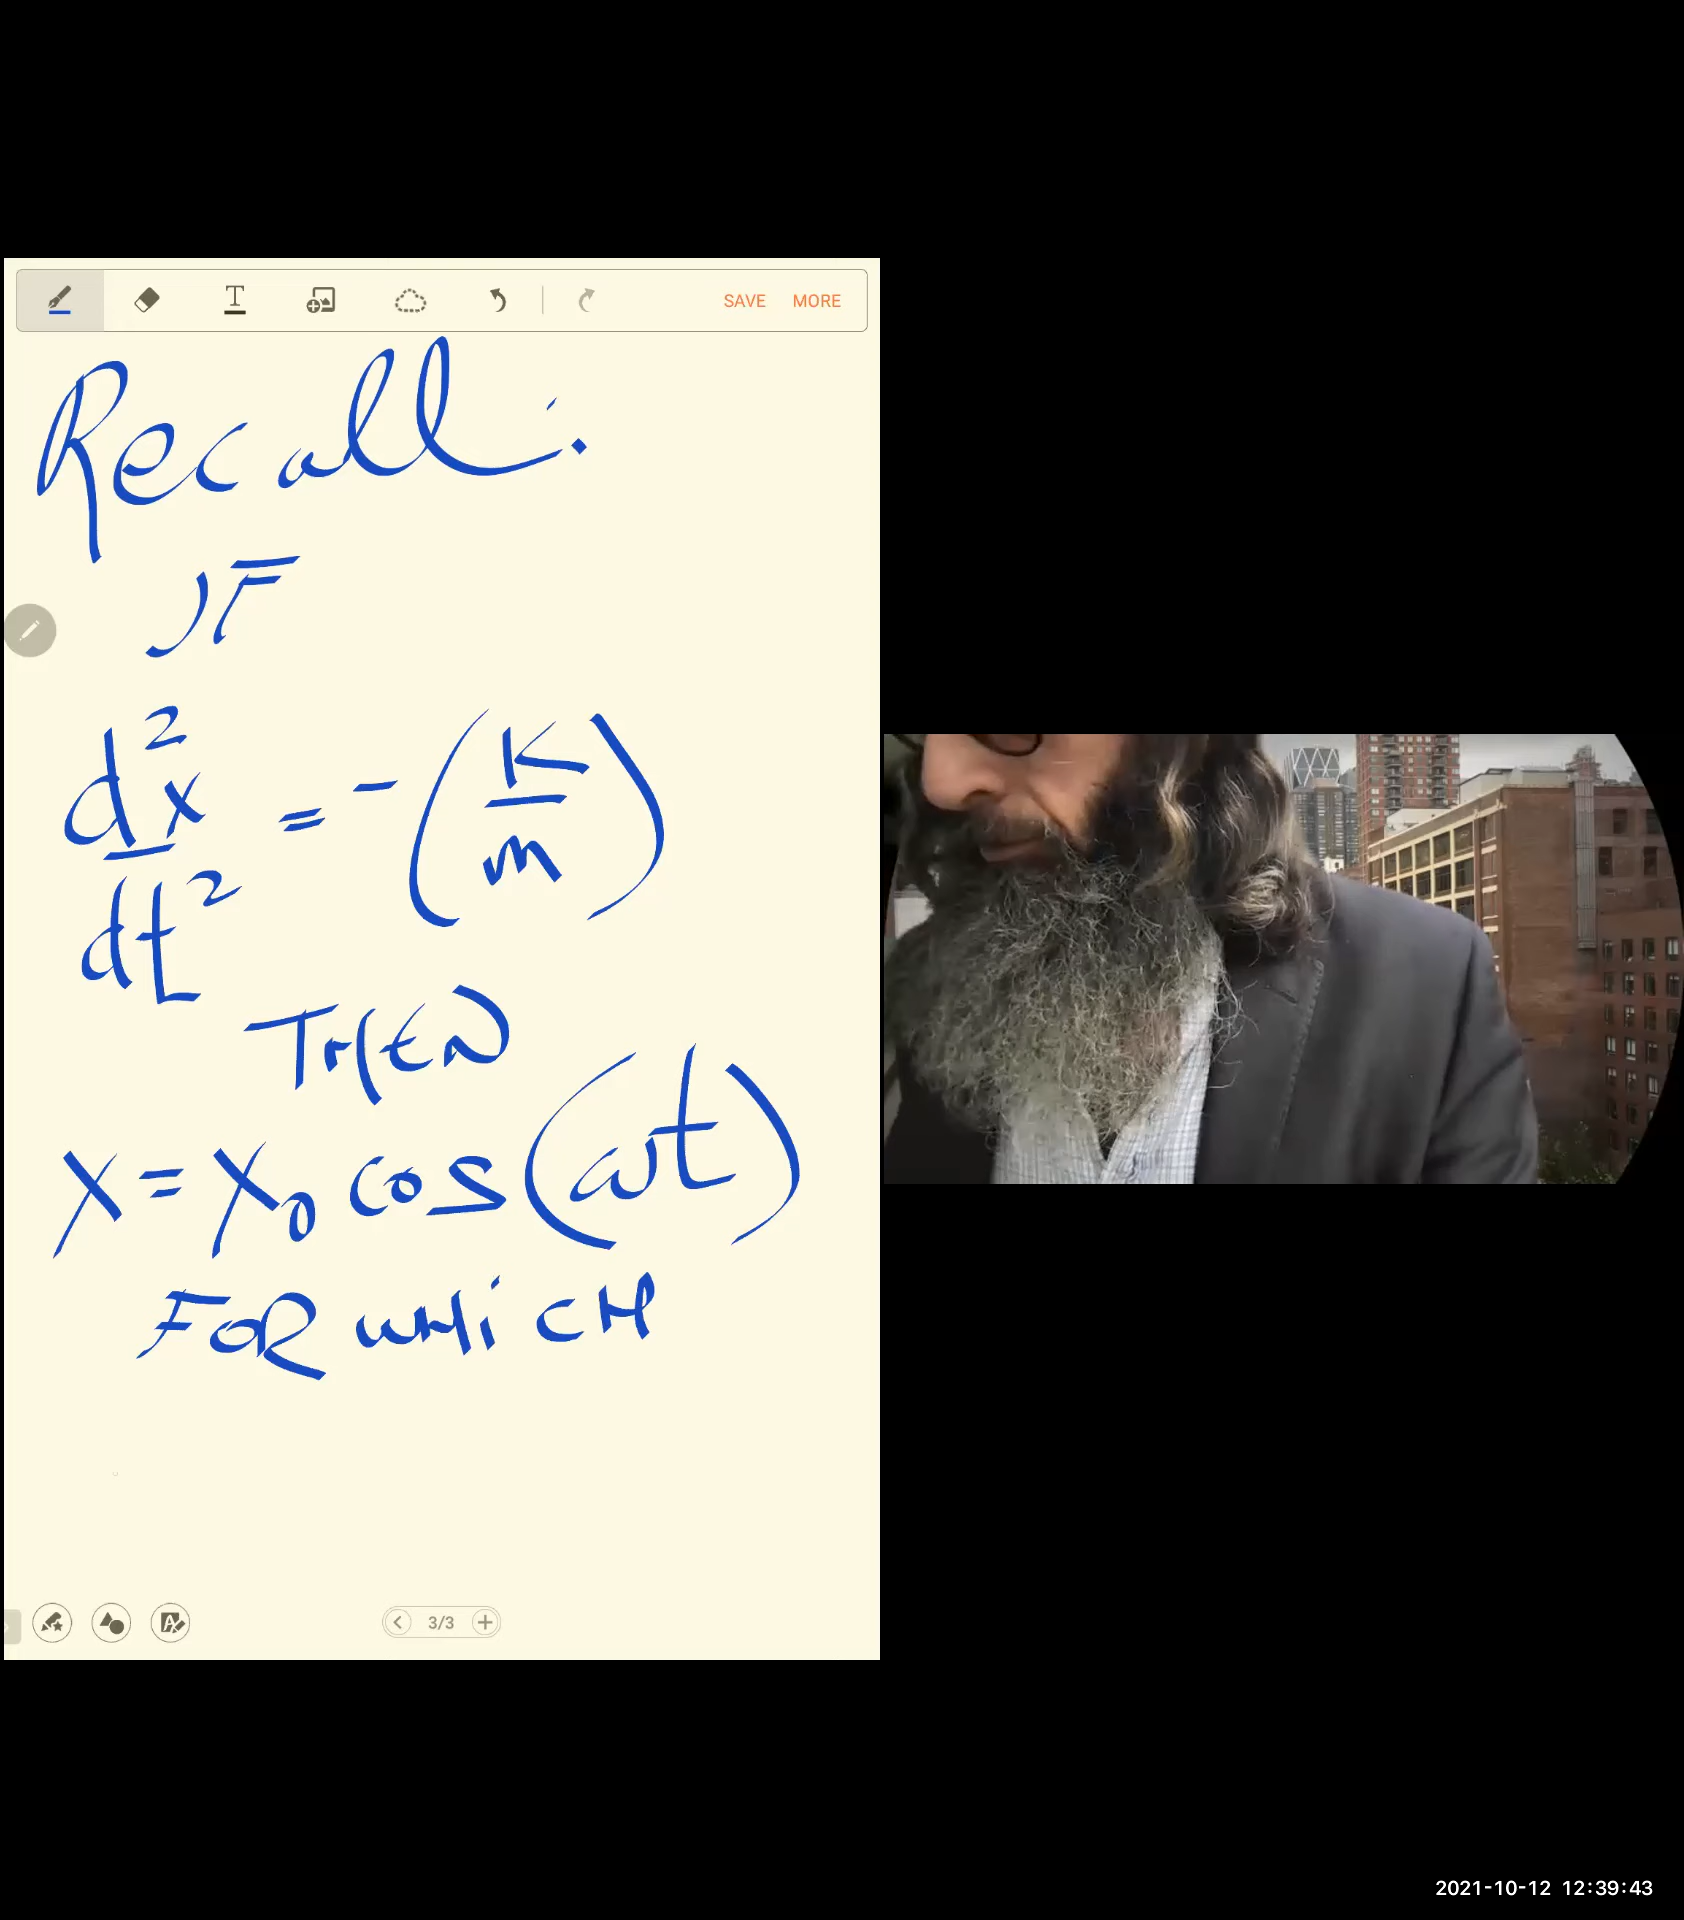 SAVE MORE
Recall:
IF
d²x/dt² = -(K/m)
THEN
x = x₀ cos(ωt)
FOR WHICH
3/3
2021-10-12 12:39:43